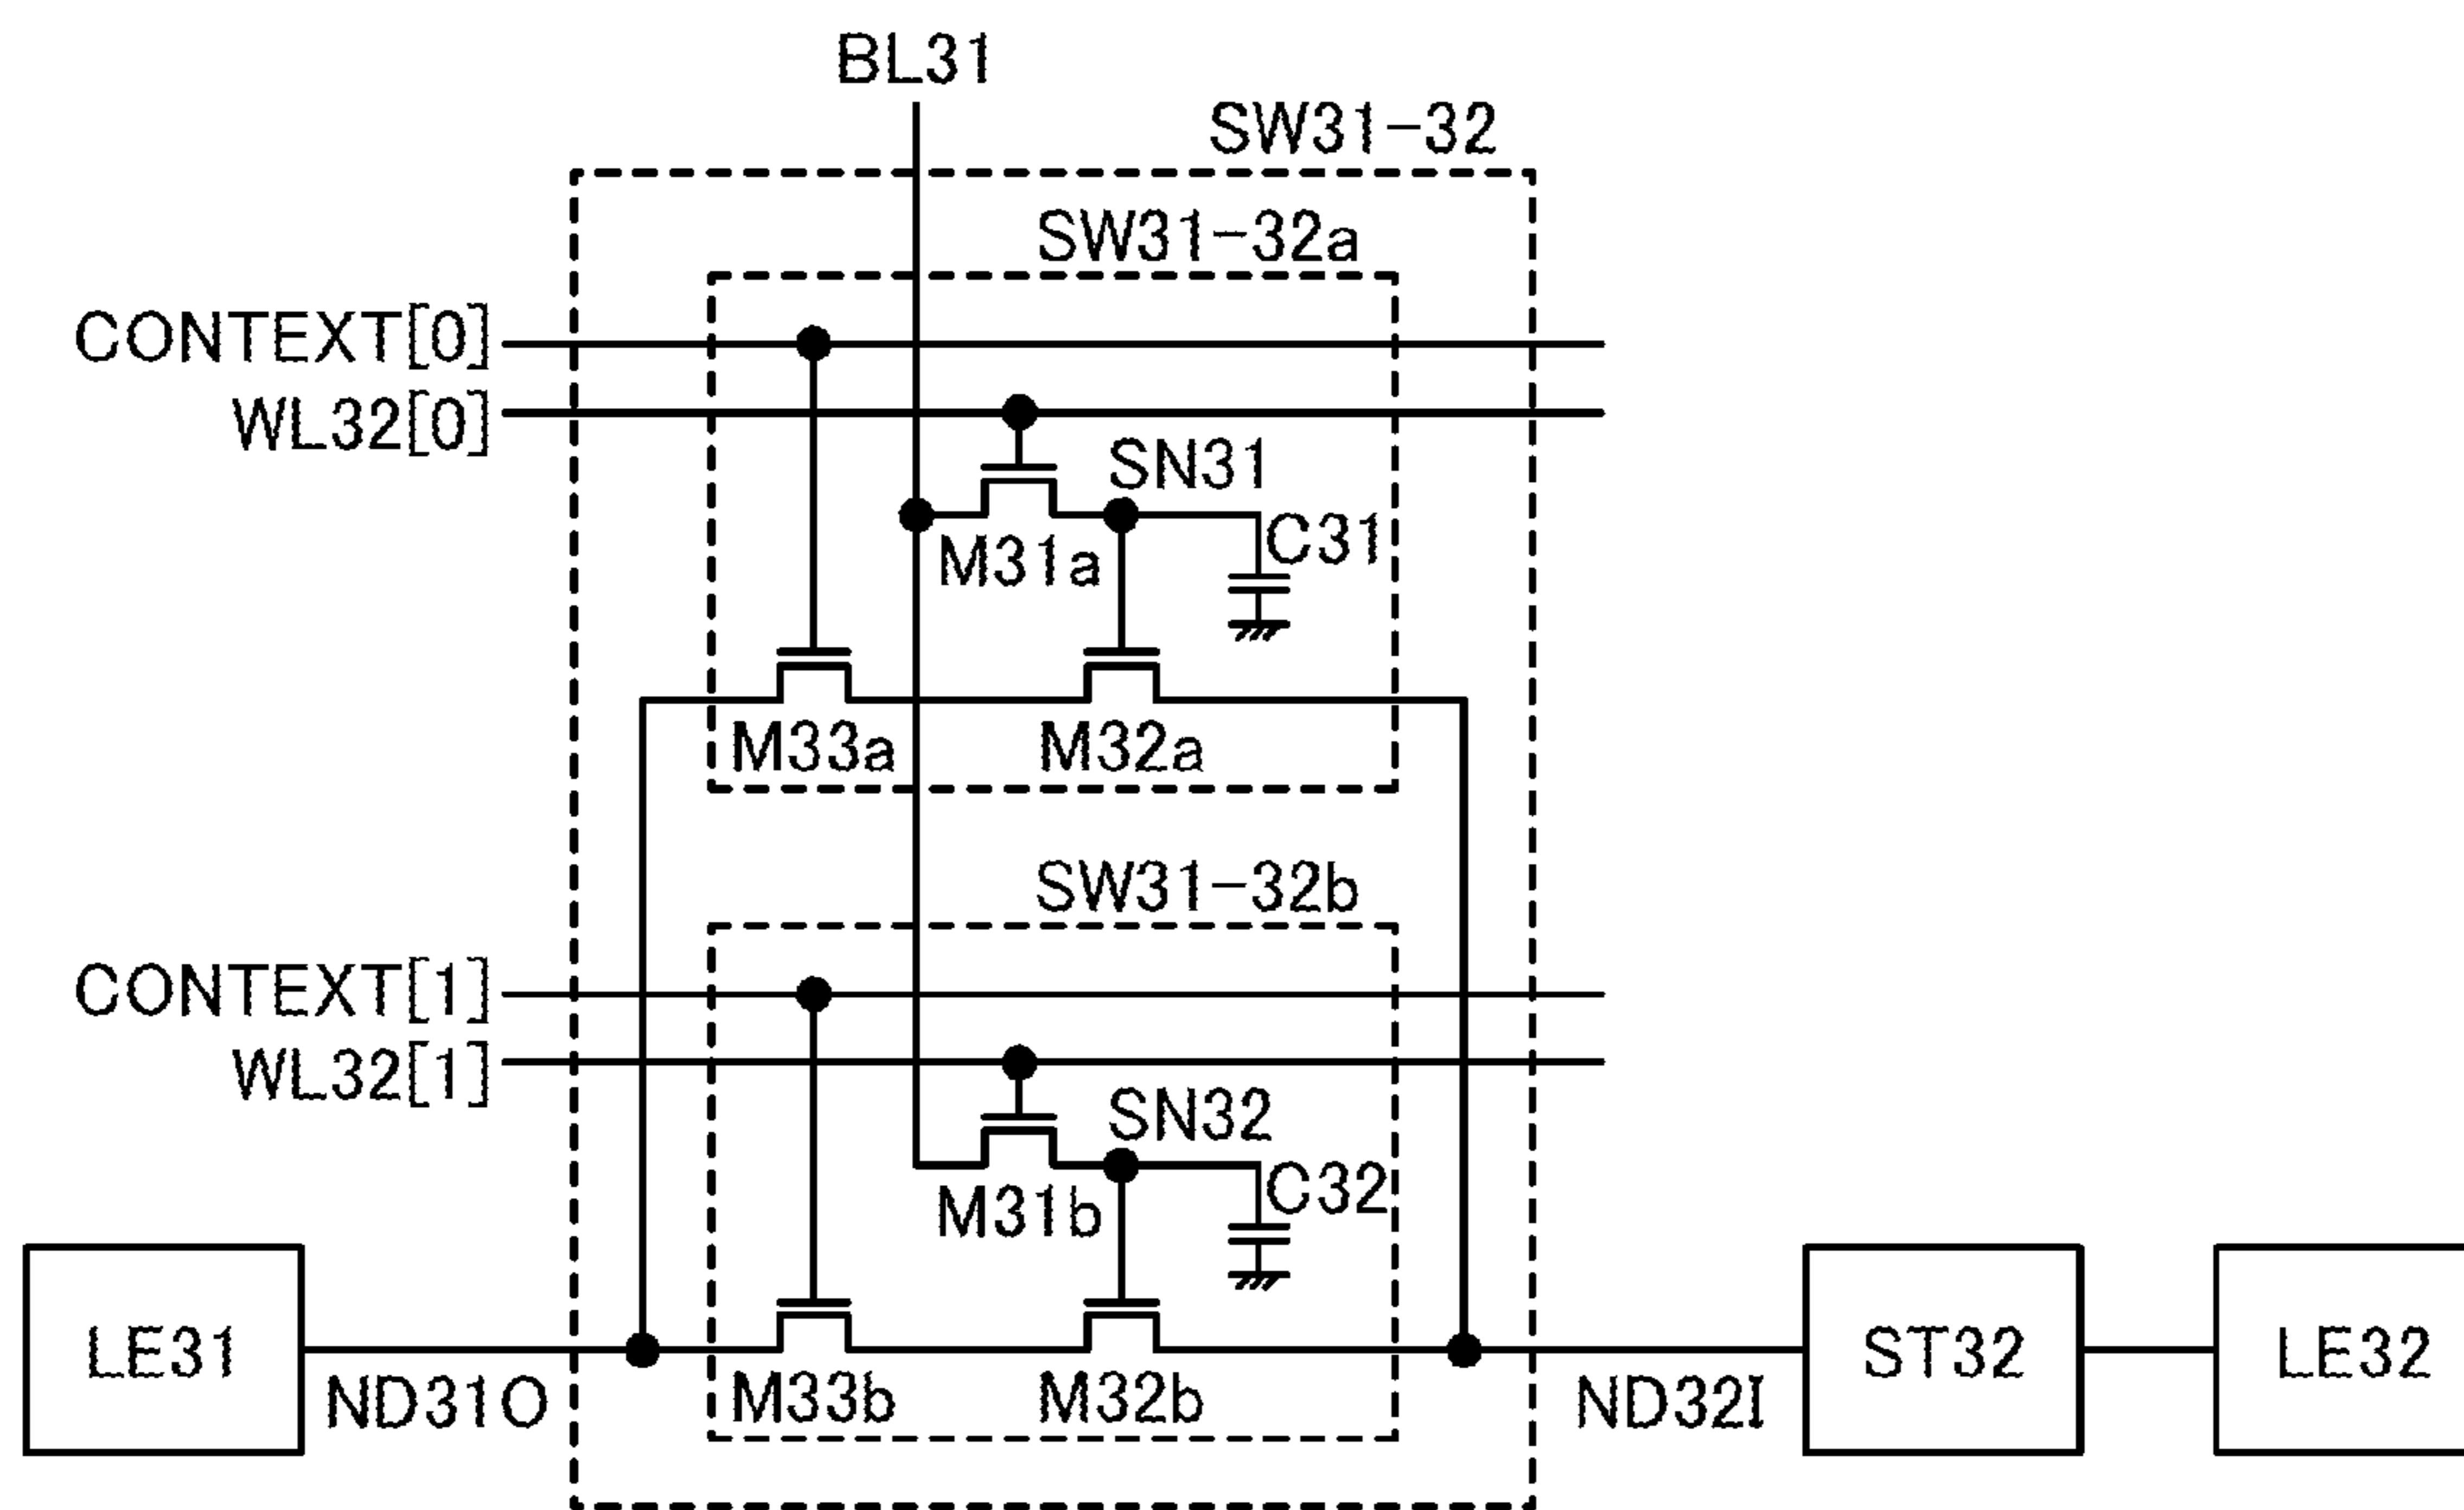 BL31
SW31-32
SW31-32a
CONTEXT[0]
WL32[0]
SN31
C31
M31a
M33a
M32a
SW31-32b
CONTEXT[1]
WL32[1]
SN32
C32
M31b
LE31
ND31O
M33b
M32b
ND32I
ST32
LE32